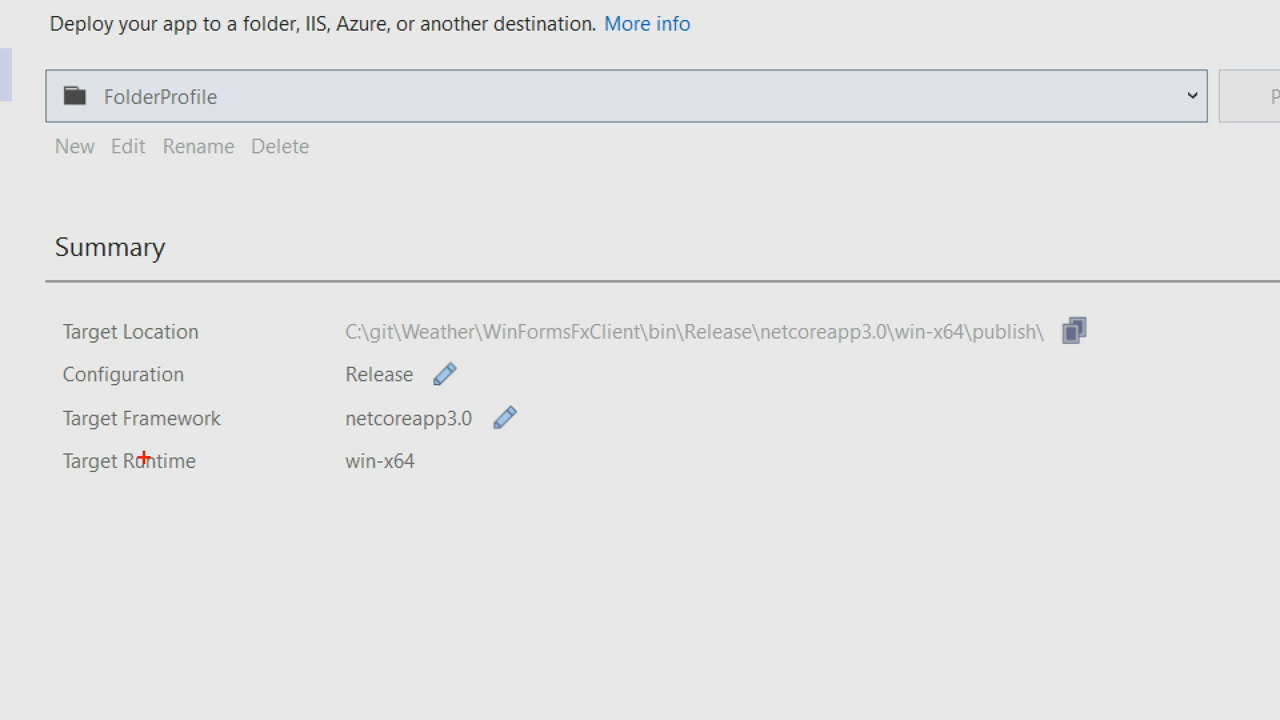 Deploy your app to a folder, IIS, Azure, or another destination. More info
FolderProfile
P
New Edit Rename Delete
Summary
Target Location C:\git\Weather\WinFormsFxClient\bin\Release\netcoreapp3.0\win-x64\publish\
Configuration Release
Target Framework netcoreapp3.0
Target Runtime win-x64